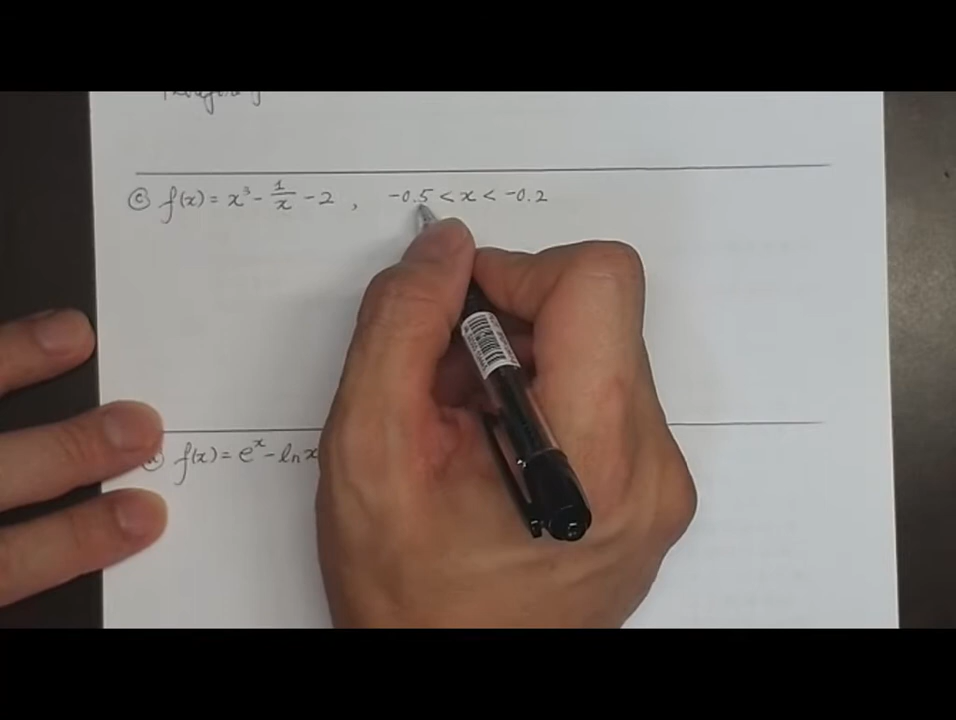 ⓒ f(x) = x³ - 1/x - 2 , -0.5 < x < -0.2
f(x) = eˣ - ln x